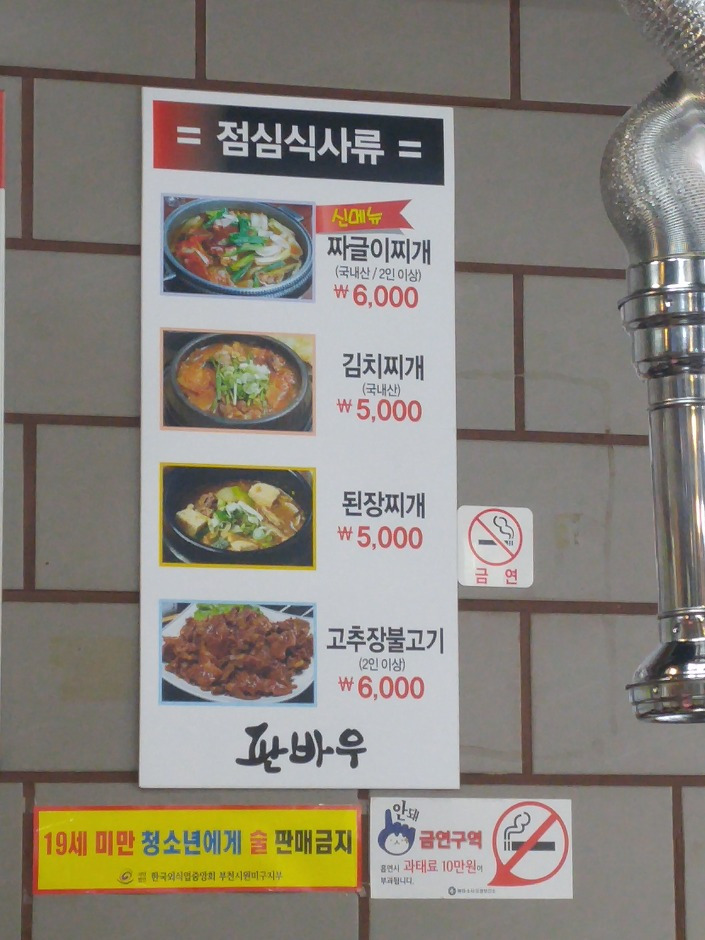 = 점심식사류 =
신메뉴
짜글이찌개
(국내산 / 2인 이상)
₩6,000
김치찌개
(국내산)
₩5,000
된장찌개
₩5,000
고추장불고기
(2인 이상)
₩6,000
판바우
금 연
19세 미만 청소년에게 술 판매금지
한국외식업중앙회 부천시원미구지부
안돼
금연구역
흡연시 과태료 10만원이
부과됩니다.